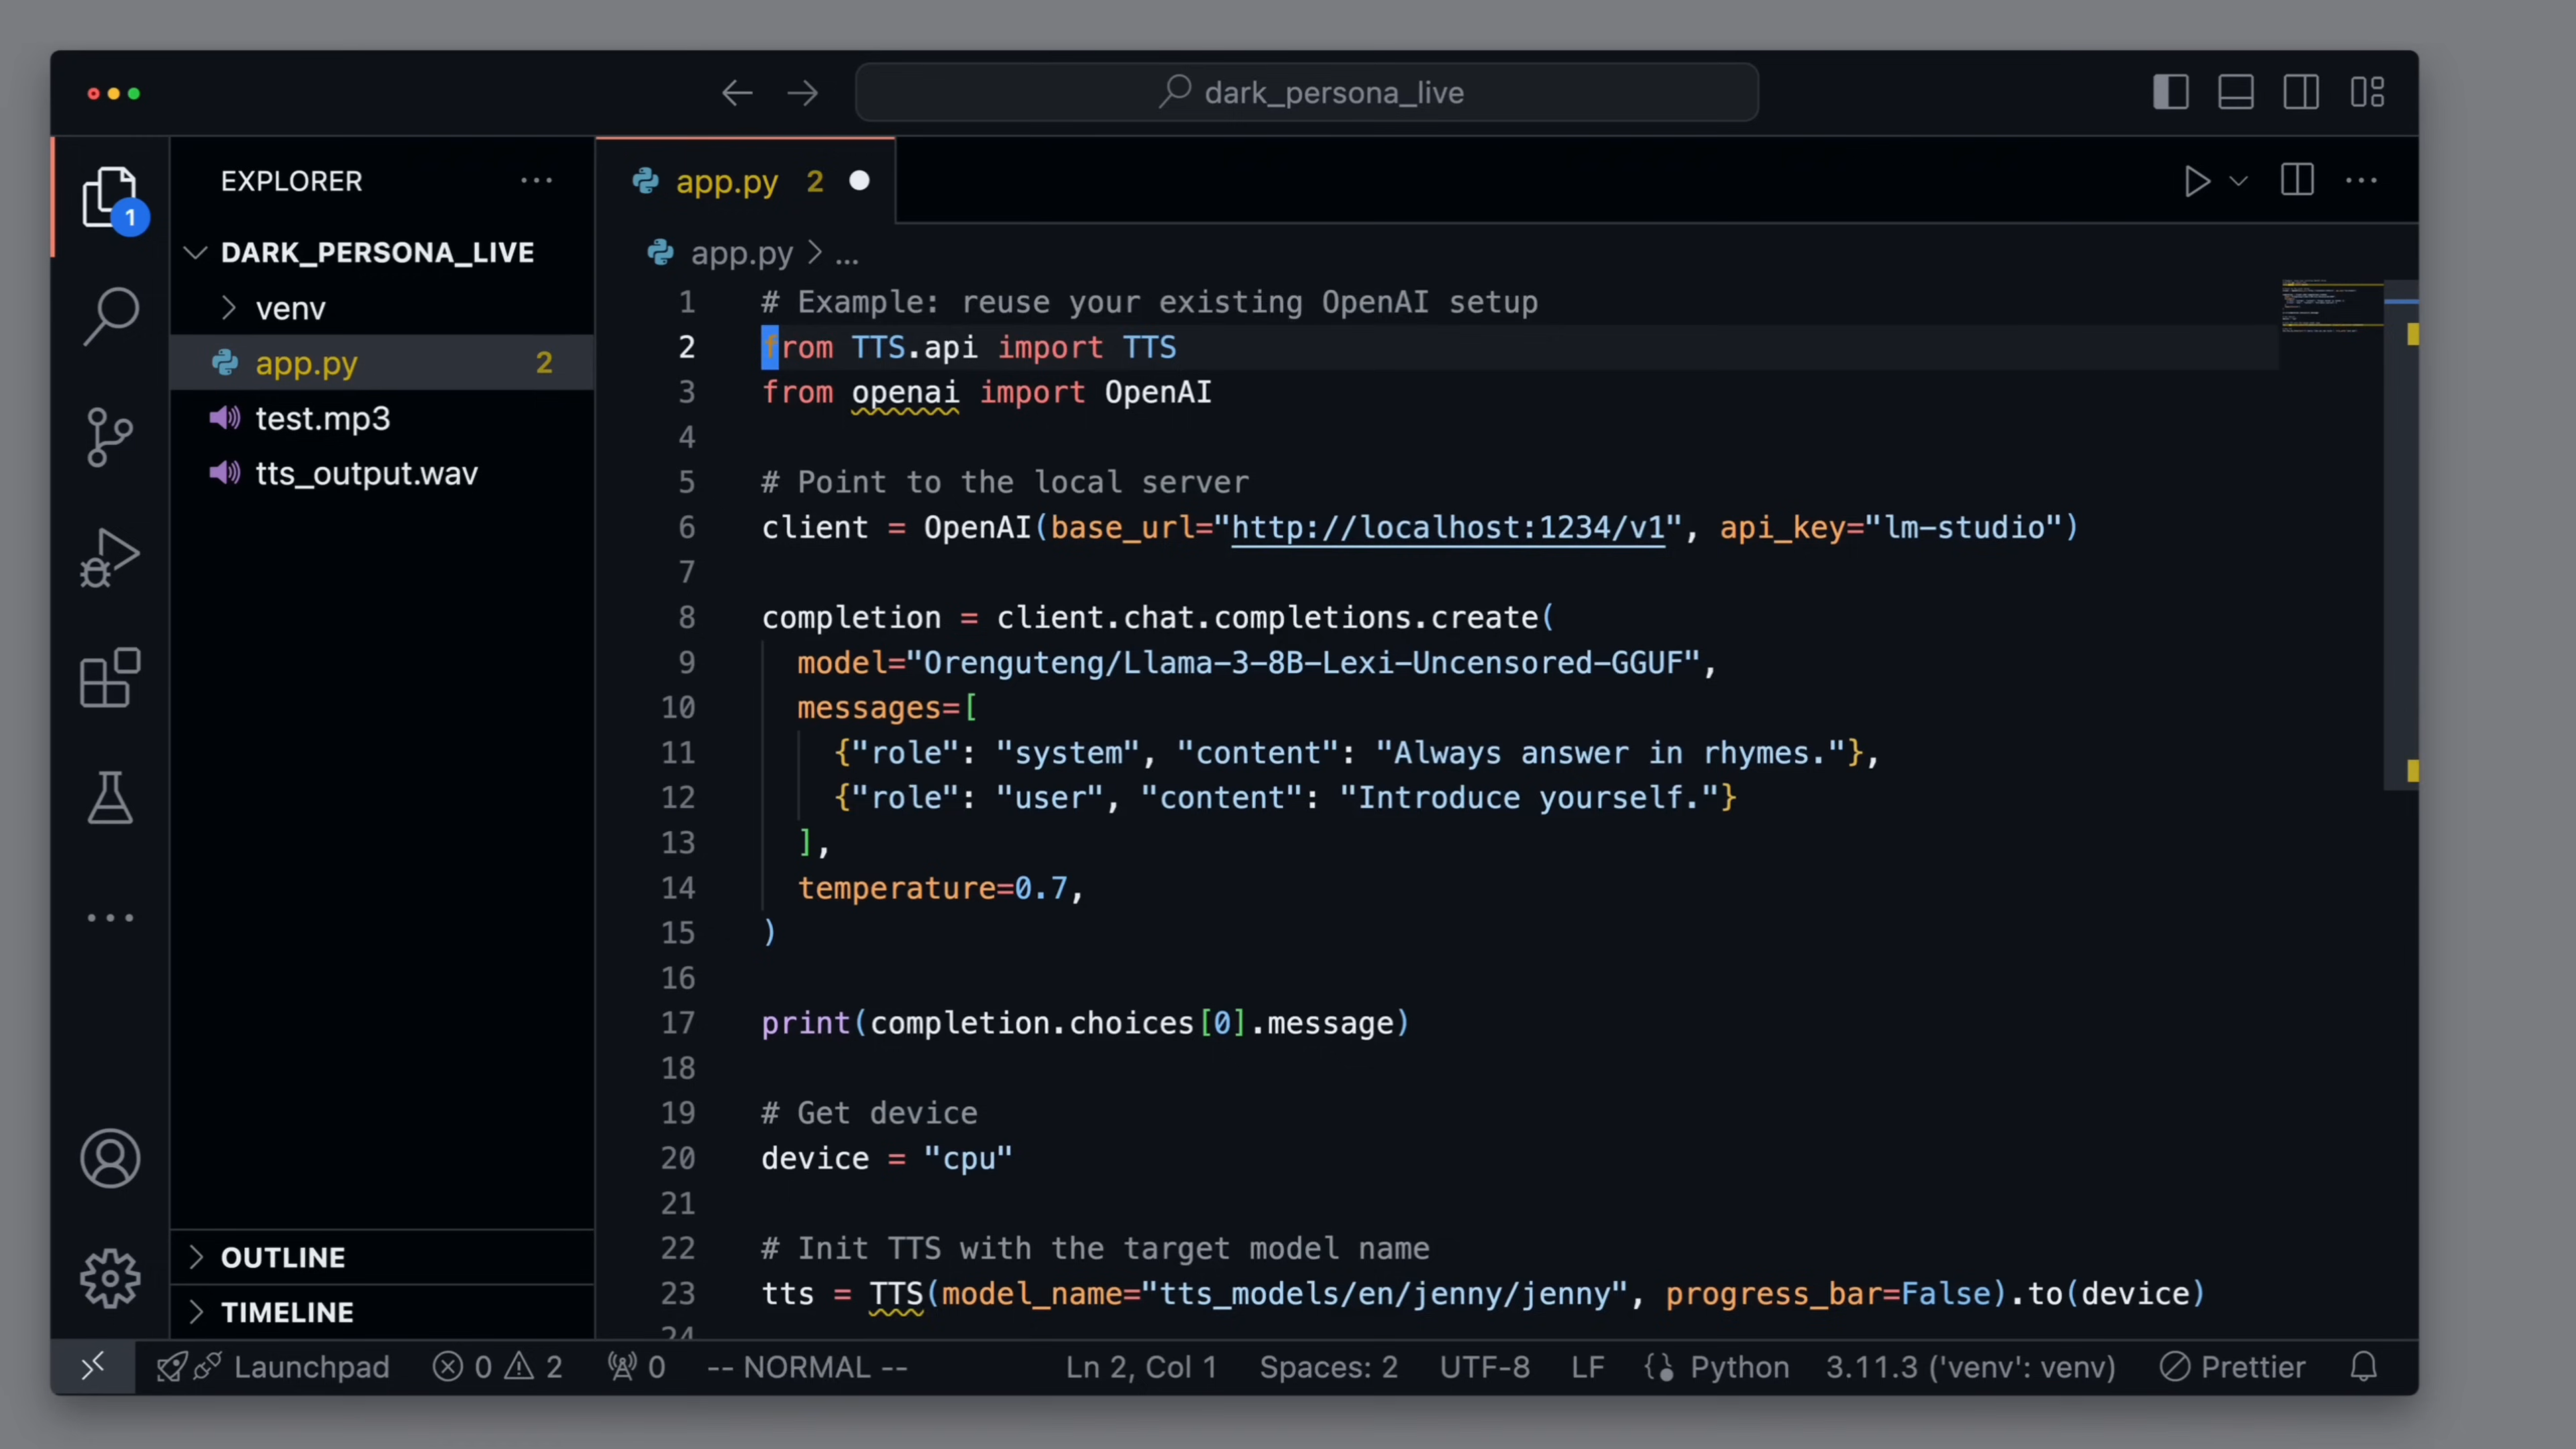 dark_persona_live
1
EXPLORER
DARK_PERSONA_LIVE
venv
app.py 2
test.mp3
tts_output.wav
OUTLINE
TIMELINE
app.py 2
app.py > ...
1 # Example: reuse your existing OpenAI setup
2 from TTS.api import TTS
3 from openai import OpenAI
4
5 # Point to the local server
6 client = OpenAI(base_url="http://localhost:1234/v1", api_key="lm-studio")
7
8 completion = client.chat.completions.create(
9   model="Orenguteng/Llama-3-8B-Lexi-Uncensored-GGUF",
10   messages=[
11     {"role": "system", "content": "Always answer in rhymes."},
12     {"role": "user", "content": "Introduce yourself."}
13   ],
14   temperature=0.7,
15 )
16
17 print(completion.choices[0].message)
18
19 # Get device
20 device = "cpu"
21
22 # Init TTS with the target model name
23 tts = TTS(model_name="tts_models/en/jenny/jenny", progress_bar=False).to(device)
24
Launchpad 0 2 0 -- NORMAL -- Ln 2, Col 1 Spaces: 2 UTF-8 LF Python 3.11.3 ('venv': venv) Prettier